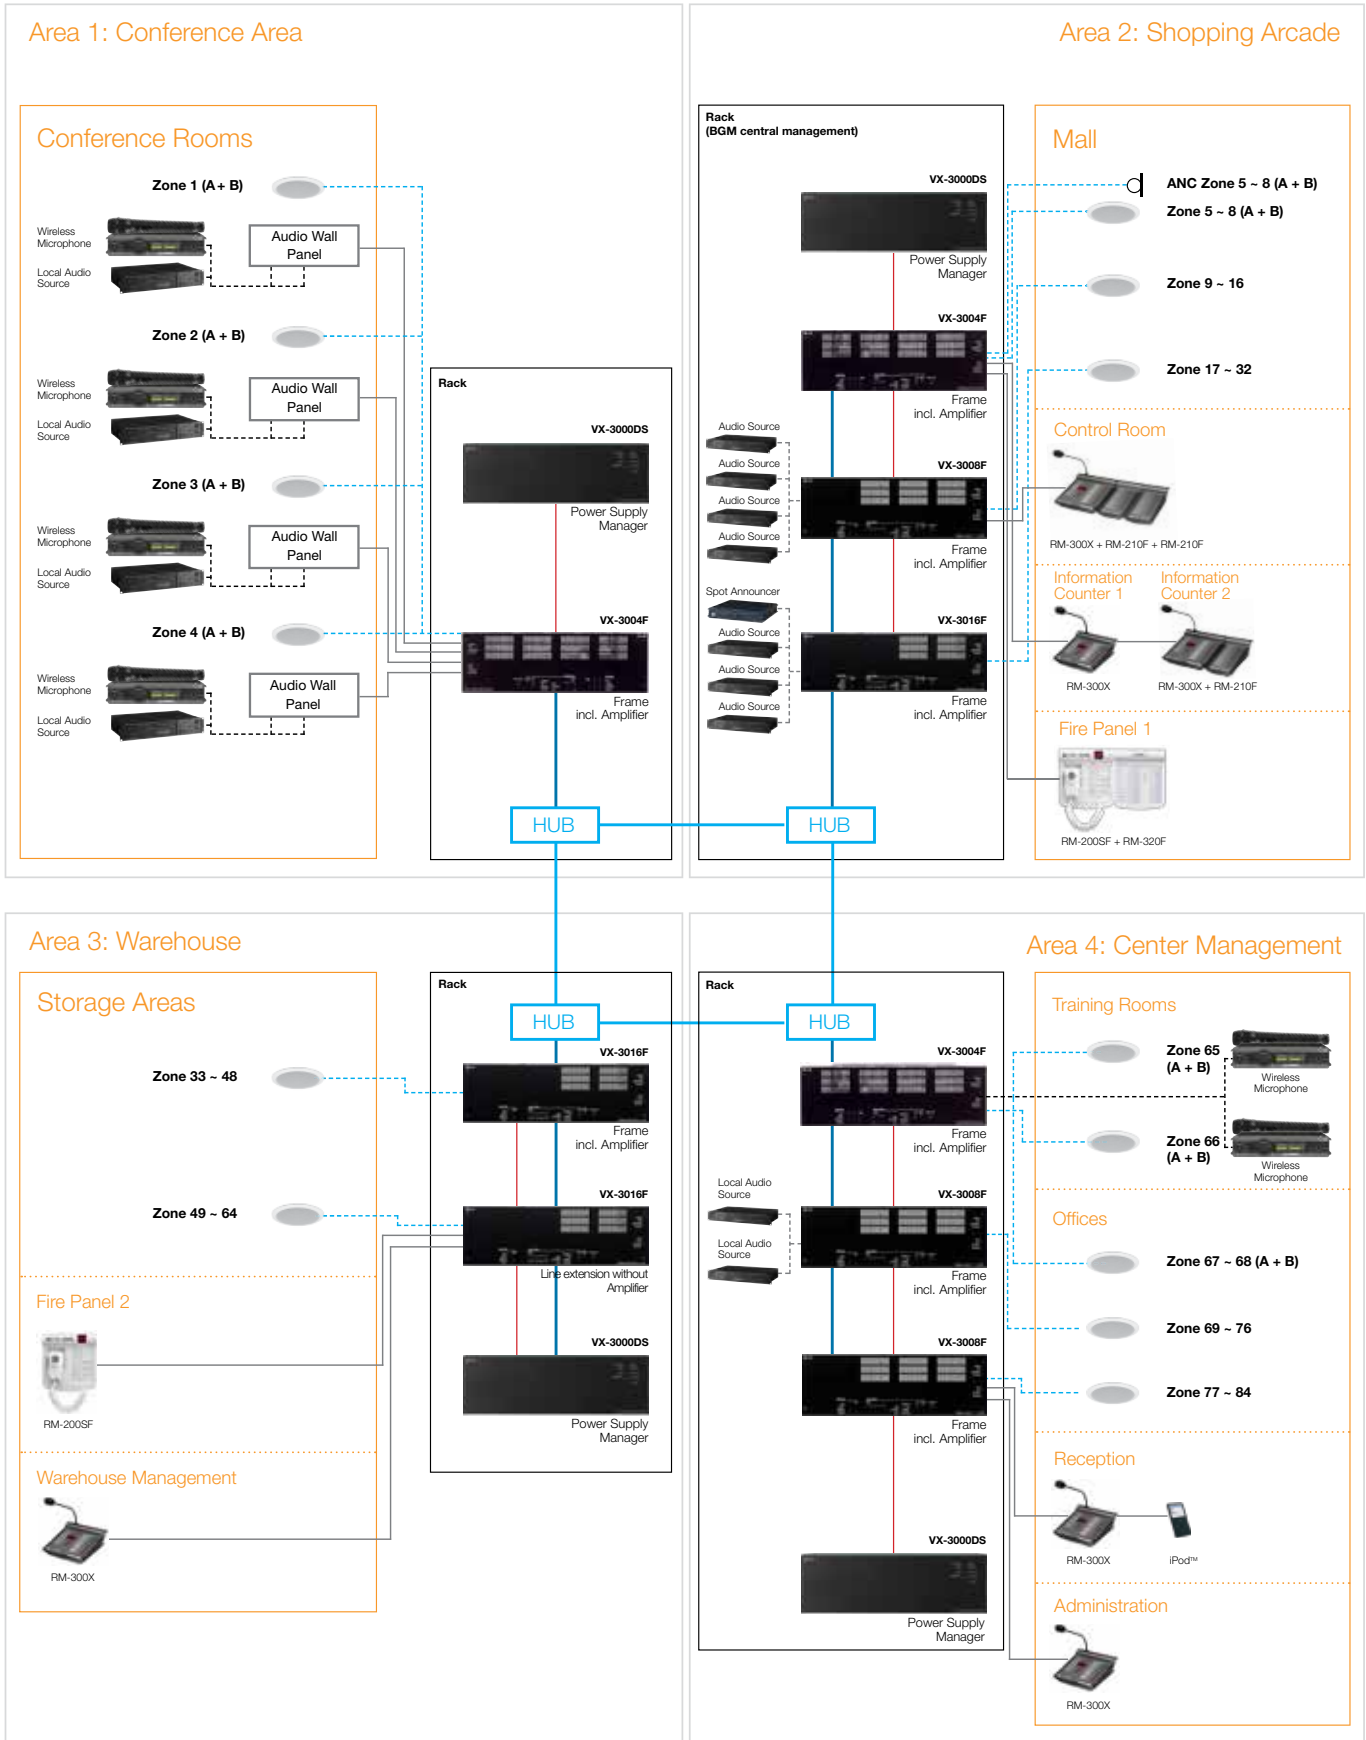 Area 1: Conference Area
Conference Rooms
Zone 1 (A + B)
Wireless
Microphone
Local Audio
Source
Audio Wall
Panel
Zone 2 (A + B)
Wireless
Microphone
Local Audio
Source
Audio Wall
Panel
Zone 3 (A + B)
Wireless
Microphone
Local Audio
Source
Audio Wall
Panel
Zone 4 (A + B)
Wireless
Microphone
Local Audio
Source
Audio Wall
Panel
Rack
VX-3000DS
Power Supply
Manager
VX-3004F
Frame
incl. Amplifier
HUB
Area 2: Shopping Arcade
Rack
(BGM central management)
VX-3000DS
Power Supply
Manager
VX-3004F
Frame
incl. Amplifier
Audio Source
Audio Source
Audio Source
Audio Source
VX-3008F
Frame
incl. Amplifier
Spot Announcer
Audio Source
Audio Source
Audio Source
VX-3016F
Frame
incl. Amplifier
HUB
Mall
ANC Zone 5 ~ 8 (A + B)
Zone 5 ~ 8 (A + B)
Zone 9 ~ 16
Zone 17 ~ 32
Control Room
RM-300X + RM-210F + RM-210F
Information
Counter 1
RM-300X
Information
Counter 2
RM-300X + RM-210F
Fire Panel 1
RM-200SF + RM-320F
Area 3: Warehouse
Storage Areas
Zone 33 ~ 48
Zone 49 ~ 64
Fire Panel 2
RM-200SF
Warehouse Management
RM-300X
Rack
HUB
VX-3016F
Frame
incl. Amplifier
VX-3016F
Line extension without
Amplifier
VX-3000DS
Power Supply
Manager
Area 4: Center Management
Rack
HUB
VX-3004F
Frame
incl. Amplifier
Local Audio
Source
Local Audio
Source
VX-3008F
Frame
incl. Amplifier
VX-3008F
Frame
incl. Amplifier
VX-3000DS
Power Supply
Manager
Training Rooms
Zone 65
(A + B)
Wireless
Microphone
Zone 66
(A + B)
Wireless
Microphone
Offices
Zone 67 ~ 68 (A + B)
Zone 69 ~ 76
Zone 77 ~ 84
Reception
RM-300X
iPod™
Administration
RM-300X